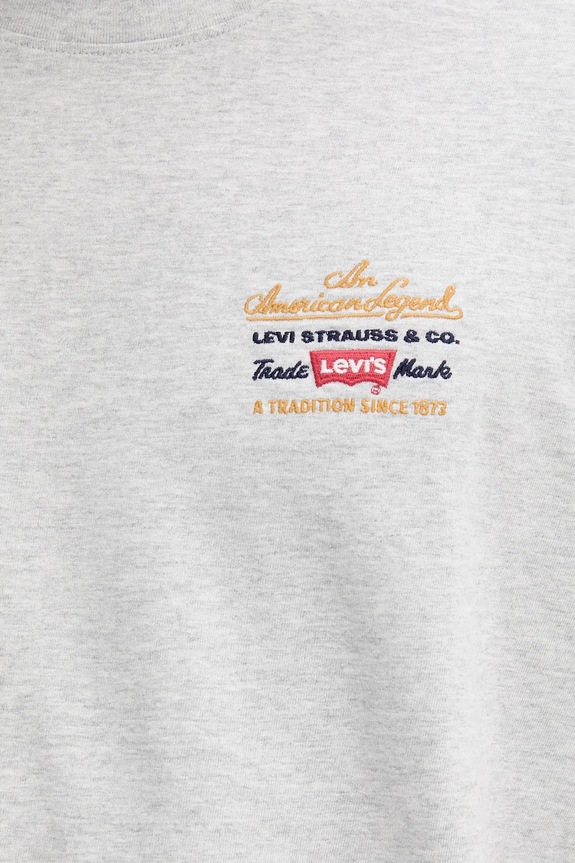 An
American Legend
LEVI STRAUSS & CO.
Trade Levi's Mark
A TRADITION SINCE 1873